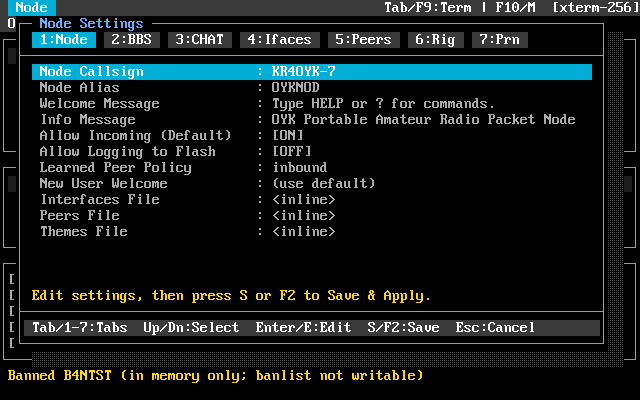 Node Tab/F9:Term | F10/M [xterm-256]
O
Node Settings
1:Node 2:BBS 3:CHAT 4:Ifaces 5:Peers 6:Rig 7:Prn
Node Callsign : KR4OYK-7
Node Alias : OYKNOD
Welcome Message : Type HELP or ? for commands.
Info Message : OYK Portable Amateur Radio Packet Node
Allow Incoming (Default) : [ON]
Allow Logging to Flash : [OFF]
Learned Peer Policy : inbound
New User Welcome : (use default)
Interfaces File : <inline>
Peers File : <inline>
Themes File : <inline>
[
[
Edit settings, then press S or F2 to Save & Apply.
[
[
Tab/1-7:Tabs Up/Dn:Select Enter/E:Edit S/F2:Save Esc:Cancel
[
Banned B4NTST (in memory only; banlist not writable)